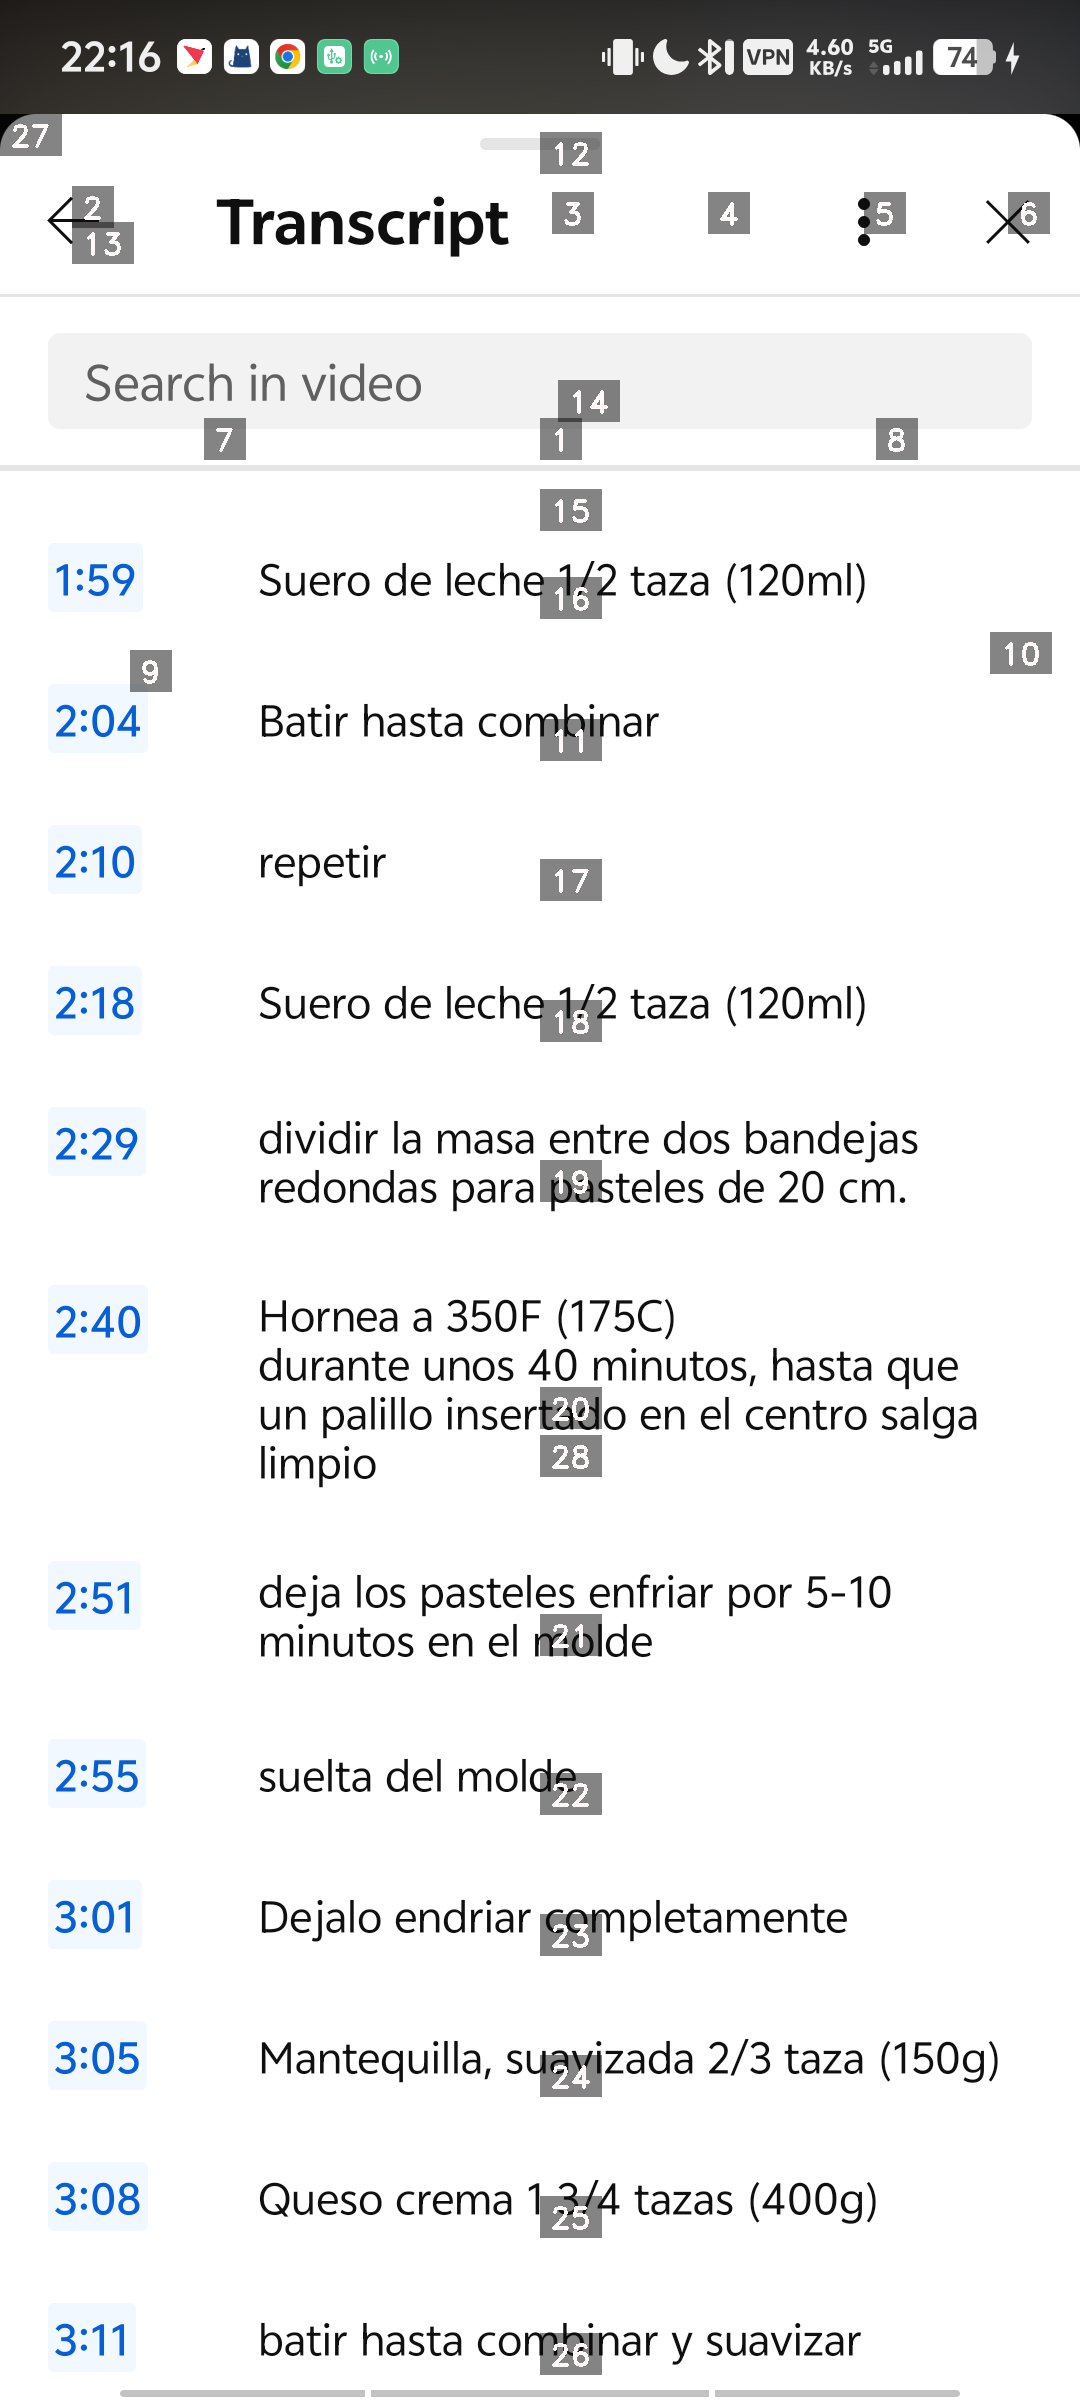 22:16
VPN
4.60
KB/s
5G
74
27
12
2
Transcript
3
4
5
6
13
Search in video
14
7
1
8
15
1:59
Suero de leche 1/2 taza (120ml)
16
10
9
2:04
Batir hasta combinar
11
2:10
repetir
17
2:18
Suero de leche 1/2 taza (120ml)
18
2:29
dividir la masa entre dos bandejas
redondas para pasteles de 20 cm.
19
2:40
Hornea a 350F (175C)
durante unos 40 minutos, hasta que
un palillo insertado en el centro salga
20
limpio
28
2:51
deja los pasteles enfriar por 5-10
minutos en el molde
21
2:55
suelta del molde
22
3:01
Dejalo endriar completamente
23
3:05
Mantequilla, suavizada 2/3 taza (150g)
24
3:08
Queso crema 1 3/4 tazas (400g)
25
3:11
batir hasta combinar y suavizar
26